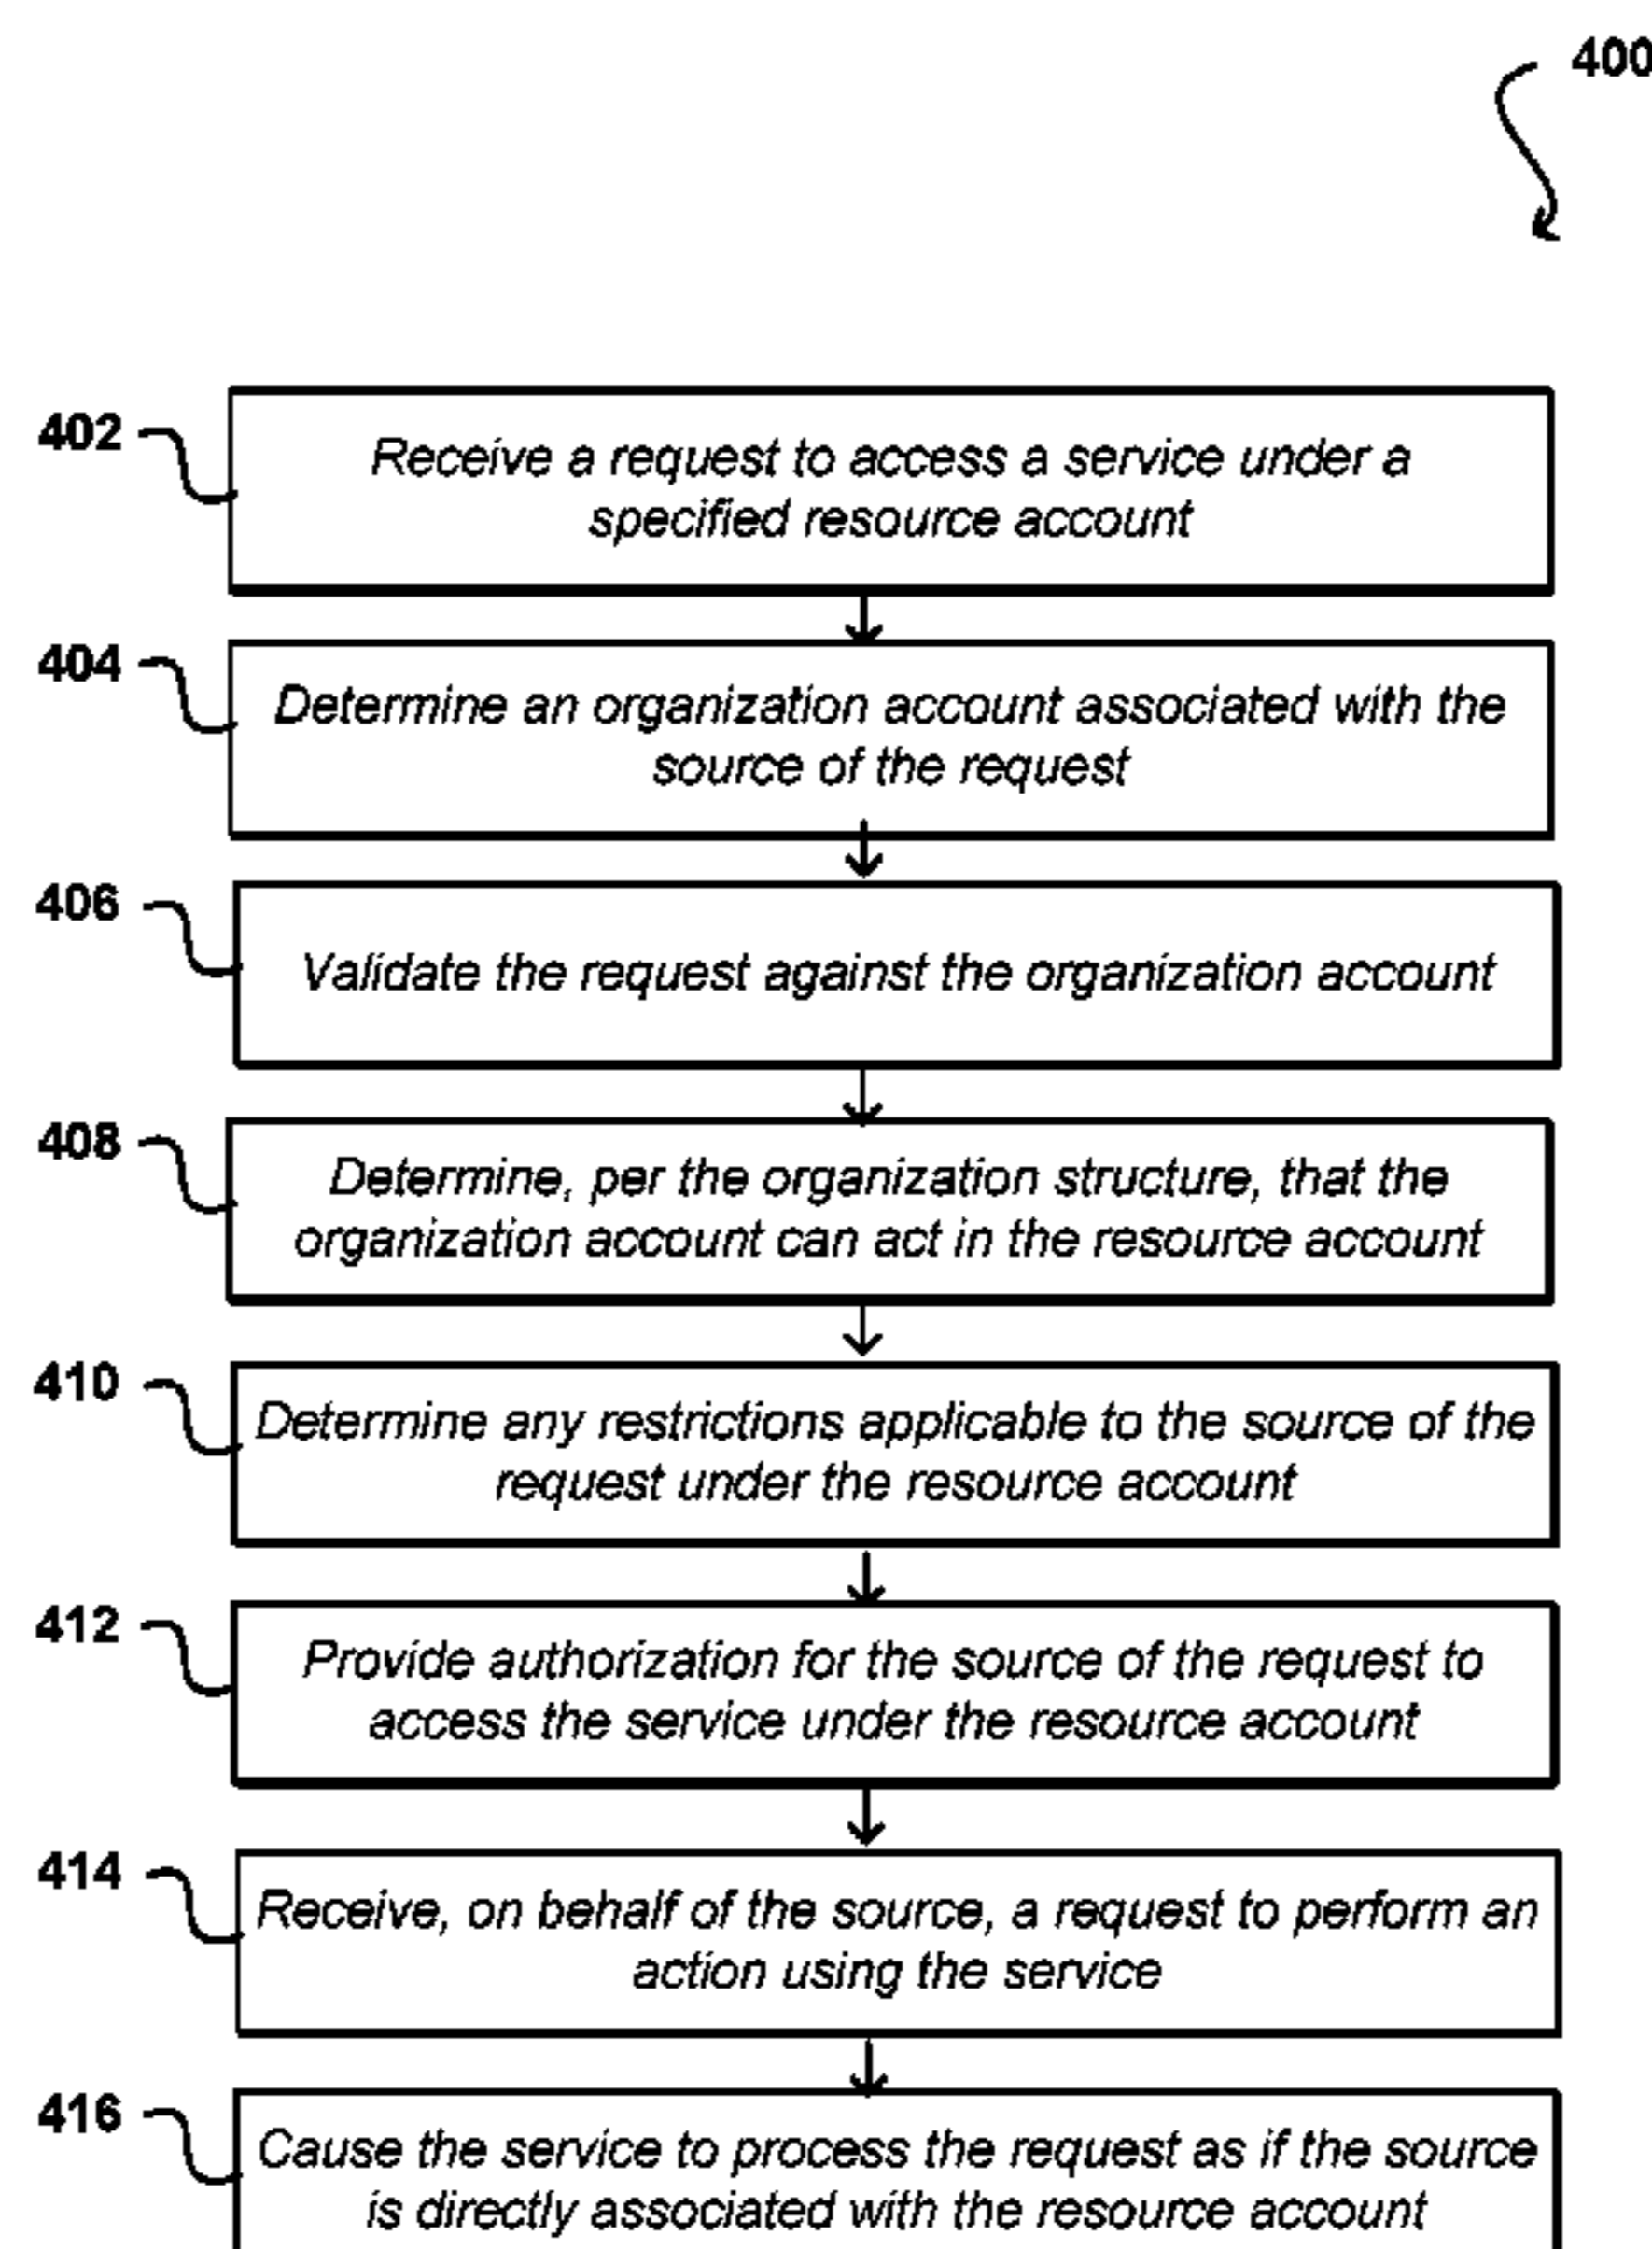 400
402
Receive a request to access a service under a
specified resource account
404
Determine an organization account associated with the
source of the request
406
Validate the request against the organization account
408
Determine, per the organization structure, that the
organization account can act in the resource account
410
Determine any restrictions applicable to the source of the
request under the resource account
412
Provide authorization for the source of the request to
access the service under the resource account
414
Receive, on behalf of the source, a request to perform an
action using the service
416
Cause the service to process the request as if the source
is directly associated with the resource account